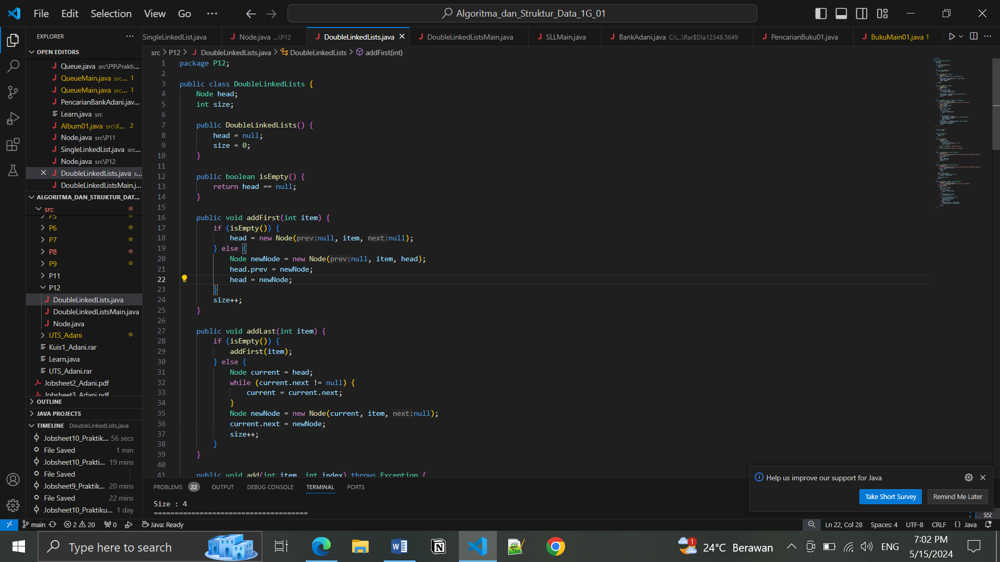 File Edit Selection View Go ···
Algoritma_dan_Struktur_Data_1G_01
EXPLORER
SingleLinkedList.java
Node.java ...\P12
DoubleLinkedLists.java
DoubleLinkedListsMain.java
SLLMain.java
BankAdani.java C:\...\Rar$DIa12348.5649
PencarianBuku01.java
BukuMain01.java 1
OPEN EDITORS
Queue.java src\P9\Prakti...
QueueMain.java src... 1
QueueMain.java src... 1
PencarianBankAdani.jav...
Learn.java src
Album01.java src\K... 2
Node.java src\P11
SingleLinkedList.java src...
Node.java src\P12
DoubleLinkedLists.java s...
DoubleLinkedListsMain.j...
ALGORITMA_DAN_STRUKTUR_DAT...
src
P5
P6
P7
P8
P9
P11
P12
DoubleLinkedLists.java
DoubleLinkedListsMain.java
Node.java
UTS_Adani
Kuis1_Adani.rar
Learn.java
UTS_Adani.rar
Jobsheet2_Adani.pdf
Jobsheet3_Adani.pdf
OUTLINE
JAVA PROJECTS
TIMELINE DoubleLinkedLists.java
Jobsheet10_Praktik... 56 secs
File Saved 1 min
Jobsheet10_Prakti... 19 mins
File Saved
Jobsheet9_Praktik... 20 mins
File Saved 22 mins
Jobsheet10_Praktiku... 1 day
src > P12 > DoubleLinkedLists.java > DoubleLinkedLists > addFirst(int)
1 package P12;
2
3 public class DoubleLinkedLists {
4 Node head;
5 int size;
6
7 public DoubleLinkedLists() {
8 head = null;
9 size = 0;
10 }
11
12 public boolean isEmpty() {
13 return head == null;
14 }
15
16 public void addFirst(int item) {
17 if (isEmpty()) {
18 head = new Node(prev:null, item, next:null);
19 } else {
20 Node newNode = new Node(prev:null, item, head);
21 head.prev = newNode;
22 head = newNode;
23 }
24 size++;
25 }
26
27 public void addLast(int item) {
28 if (isEmpty()) {
29 addFirst(item);
30 } else {
31 Node current = head;
32 while (current.next != null) {
33 current = current.next;
34 }
35 Node newNode = new Node(current, item, next:null);
36 current.next = newNode;
37 size++;
38 }
39 }
40
41 public void add(int item, int index) throws Exception {
PROBLEMS 22 OUTPUT DEBUG CONSOLE TERMINAL PORTS
Size : 4
=====================================
Help us improve our support for Java
Take Short Survey Remind Me Later
main 2 20 0 Java: Ready
Ln 22, Col 28 Spaces: 4 UTF-8 CRLF {} Java
Type here to search
1 24°C Berawan
ENG
7:02 PM
5/15/2024